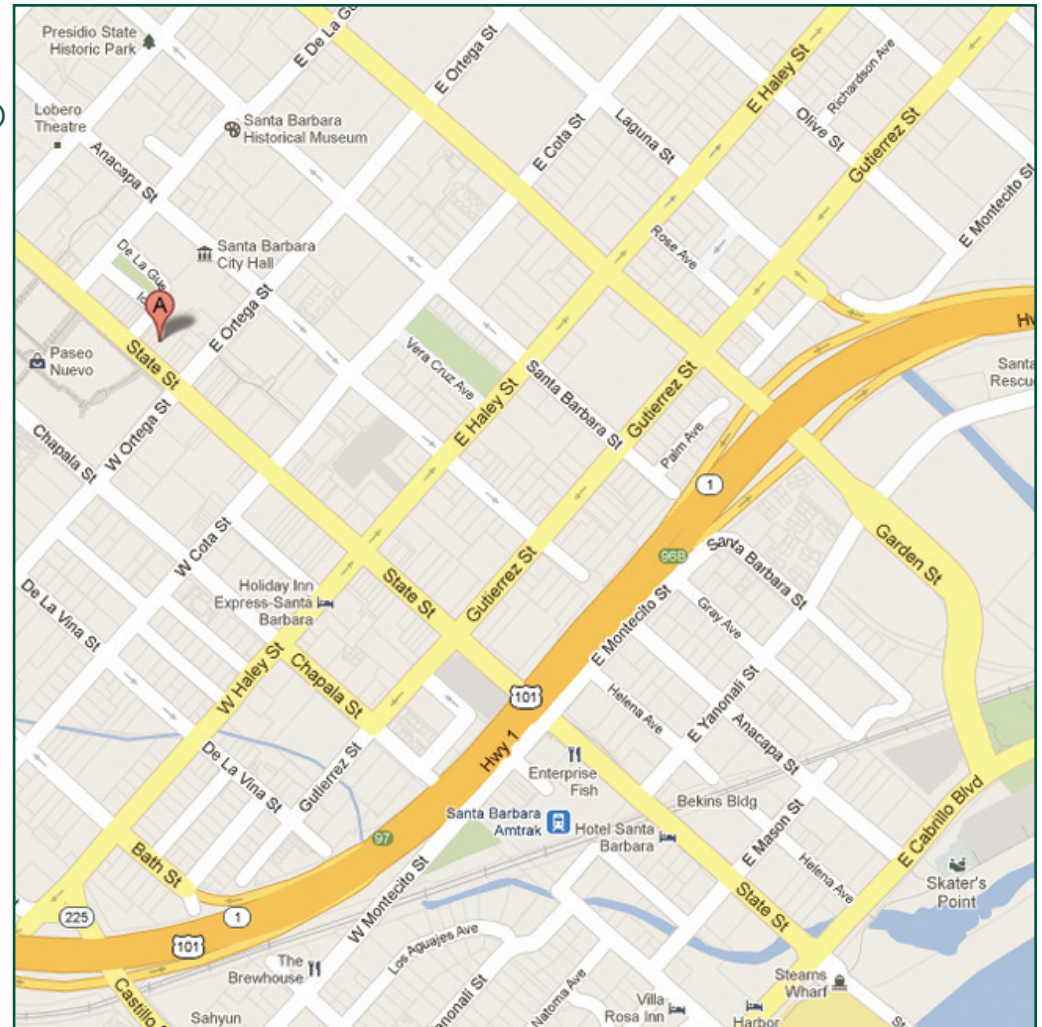 Presidio State
Historic Park
E De La Gu
E Ortega St
E Haley St
Richardson Ave
Lobero
Theatre
Santa Barbara
Historical Museum
Laguna St
Olive St
Gutierrez St
Anacapa St
E Cota St
E Montecito St
Rose Ave
De La Gue
Santa Barbara
City Hall
A
E Ortega St
Hw
Paseo
Nuevo
State St
Vera Cruz Ave
Santa Barbara St
Gutierrez St
Santa
Rescu
Chapala St
W Ortega St
E Haley St
Palm Ave
1
W Cota St
96B
Santa Barbara St
Garden St
De La Vina St
Holiday Inn
Express-Santa
Barbara
State St
Gutierrez St
E Montecito St
Gray Ave
W Haley St
Chapala St
101
Helena Ave
E Yanonali St
Anacapa St
De La Vina St
Gutierrez St
Hwy 1
Enterprise
Fish
Bekins Bldg
E Cabrillo Blvd
Santa Barbara
Amtrak
Hotel Santa
Barbara
E Mason St
97
Bath St
Helena Ave
Skater's
Point
State St
225
1
W Montecito St
101
Los Aguajes Ave
The
Brewhouse
Stearns
Wharf
Castillo
Sahyun
yanonali St
Natoma Ave
Villa
Rosa Inn
Harbor
St